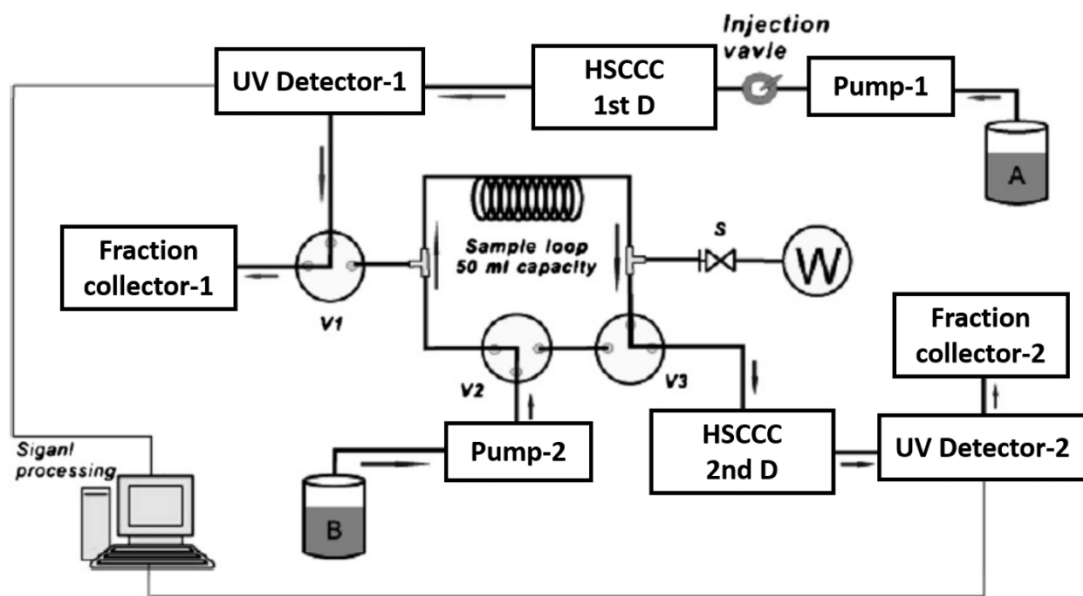 Injection
vavle
UV Detector-1
HSCCC
1st D
Pump-1
A
Fraction
collector-1
V1
Sample loop
50 ml capacity
S
W
V2
V3
Fraction
collector-2
Siganl
processing
Pump-2
HSCCC
2nd D
UV Detector-2
B